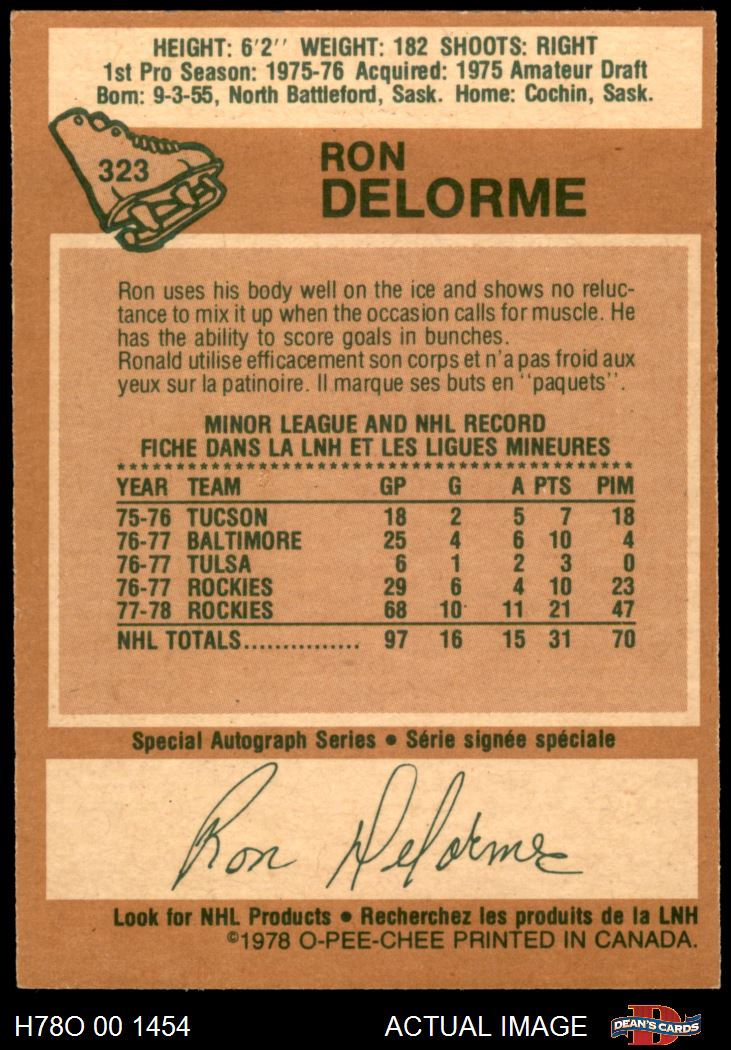 HEIGHT: 6'2'' WEIGHT: 182 SHOOTS: RIGHT
1st Pro Season: 1975-76 Acquired: 1975 Amateur Draft
Born: 9-3-55, North Battleford, Sask. Home: Cochin, Sask.
323
RON
DELORME
Ron uses his body well on the ice and shows no reluc-
tance to mix it up when the occasion calls for muscle. He
has the ability to score goals in bunches.
Ronald utilise efficacement son corps et n'a pas froid aux
yeux sur la patinoire. Il marque ses buts en ''paquets''.
MINOR LEAGUE AND NHL RECORD
FICHE DANS LA LNH ET LES LIGUES MINEURES
YEAR TEAM GP G A PTS PIM
75-76 TUCSON 18 2 5 7 18
76-77 BALTIMORE 25 4 6 10 4
76-77 TULSA 6 1 2 3 0
76-77 ROCKIES 29 6 4 10 23
77-78 ROCKIES 68 10 11 21 47
NHL TOTALS............... 97 16 15 31 70
Special Autograph Series • Série signée spéciale
Ron Delorme
Look for NHL Products • Recherchez les produits de la LNH
©1978 O-PEE-CHEE PRINTED IN CANADA.
H78O 00 1454 ACTUAL IMAGE D DEAN'S CARDS